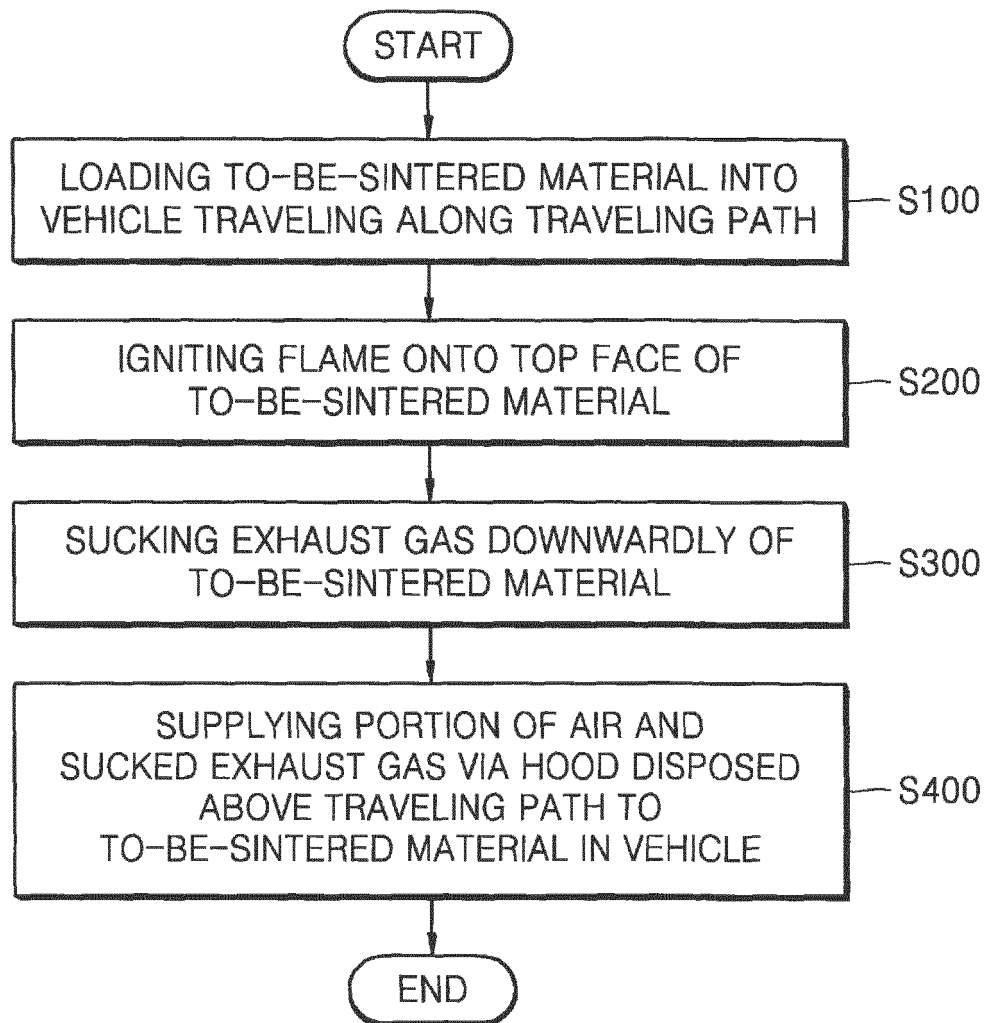 START
LOADING TO-BE-SINTERED MATERIAL INTO
VEHICLE TRAVELING ALONG TRAVELING PATH
S100
IGNITING FLAME ONTO TOP FACE OF
TO-BE-SINTERED MATERIAL
S200
SUCKING EXHAUST GAS DOWNWARDLY OF
TO-BE-SINTERED MATERIAL
S300
SUPPLYING PORTION OF AIR AND
SUCKED EXHAUST GAS VIA HOOD DISPOSED
ABOVE TRAVELING PATH TO
TO-BE-SINTERED MATERIAL IN VEHICLE
S400
END